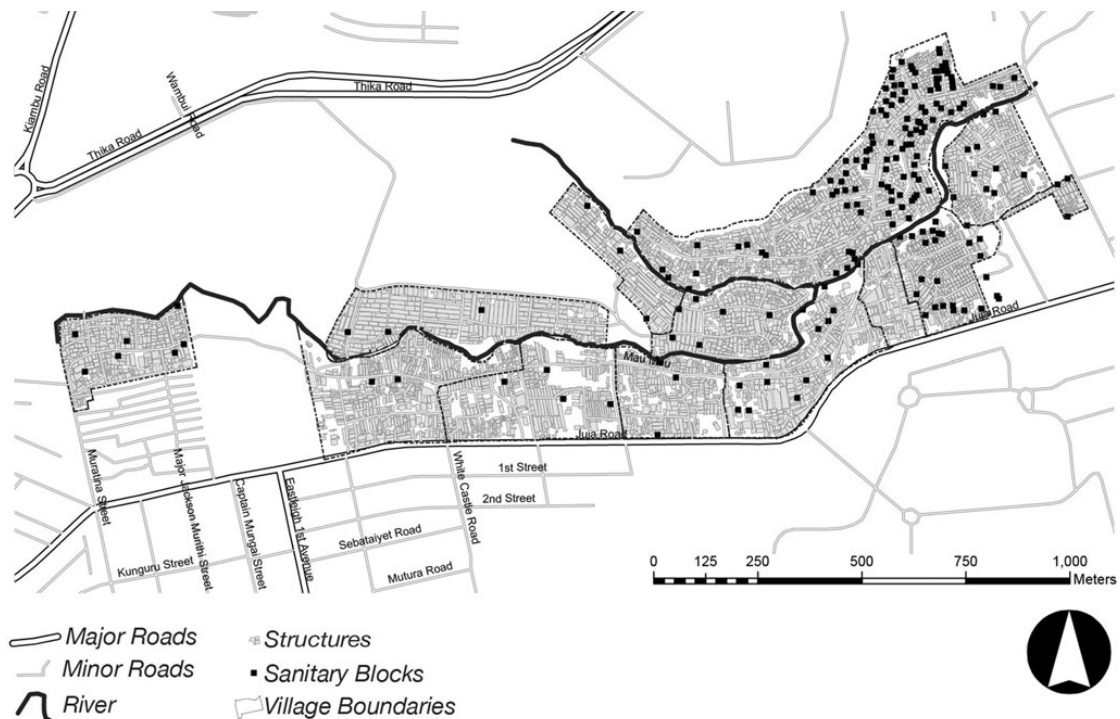 Kiambu Road
Wambui Road
Thika Road
Thika Road
Mau Mau
Juja Road
Juja Road
1st Street
2nd Street
White Castle Road
Sebataiyet Road
Mutura Road
Muratina Street
Major Jackson Murithi Street
Captain Mungai Street
Eastleigh 1st Avenue
Kunguru Street
0 125 250 500 750 1,000
Meters
Major Roads
Minor Roads
River
Structures
Sanitary Blocks
Village Boundaries